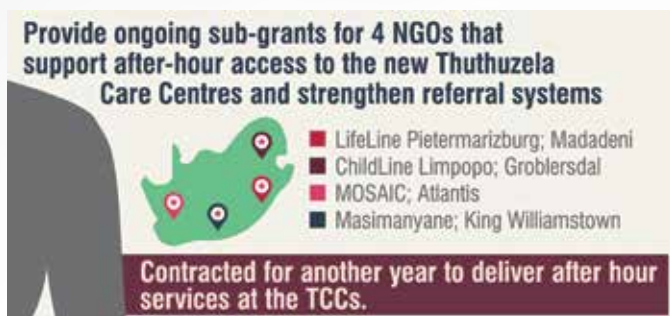 Provide ongoing sub-grants for 4 NGOs that
support after-hour access to the new Thuthuzela
Care Centres and strengthen referral systems
LifeLine Pietermarizburg; Madadeni
ChildLine Limpopo; Groblersdal
MOSAIC; Atlantis
Masimanyane; King Williamstown
Contracted for another year to deliver after hour
services at the TCCs.